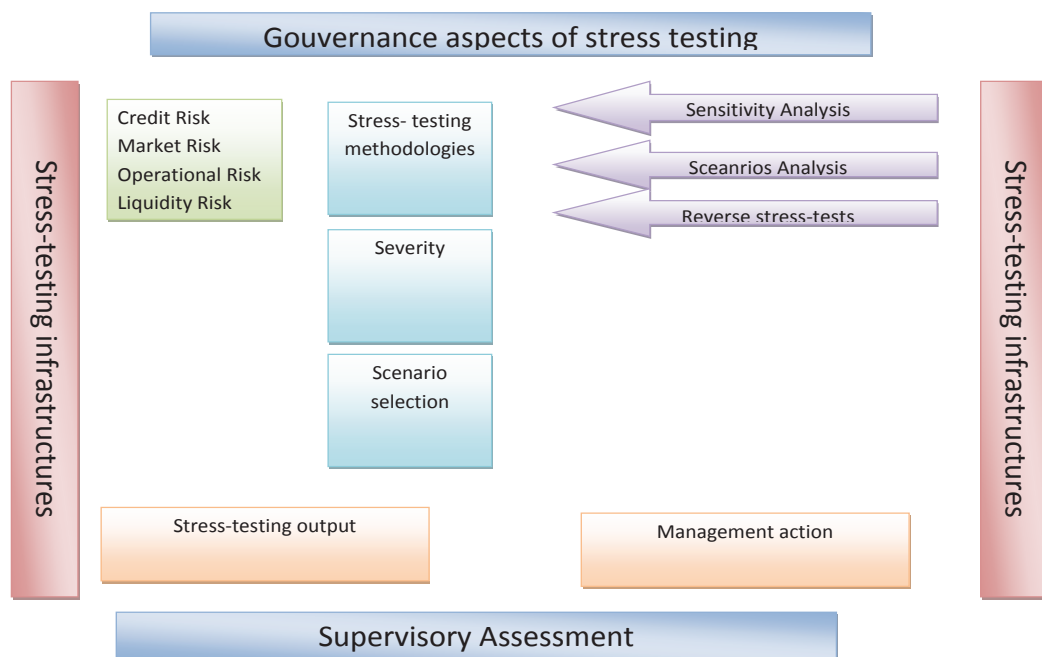 Gouvernance aspects of stress testing
Stress-testing infrastructures
Credit Risk
Market Risk
Operational Risk
Liquidity Risk
Stress- testing
methodologies
Severity
Scenario
selection
Sensitivity Analysis
Sceanrios Analysis
Reverse stress-tests
Stress-testing infrastructures
Stress-testing output
Management action
Supervisory Assessment